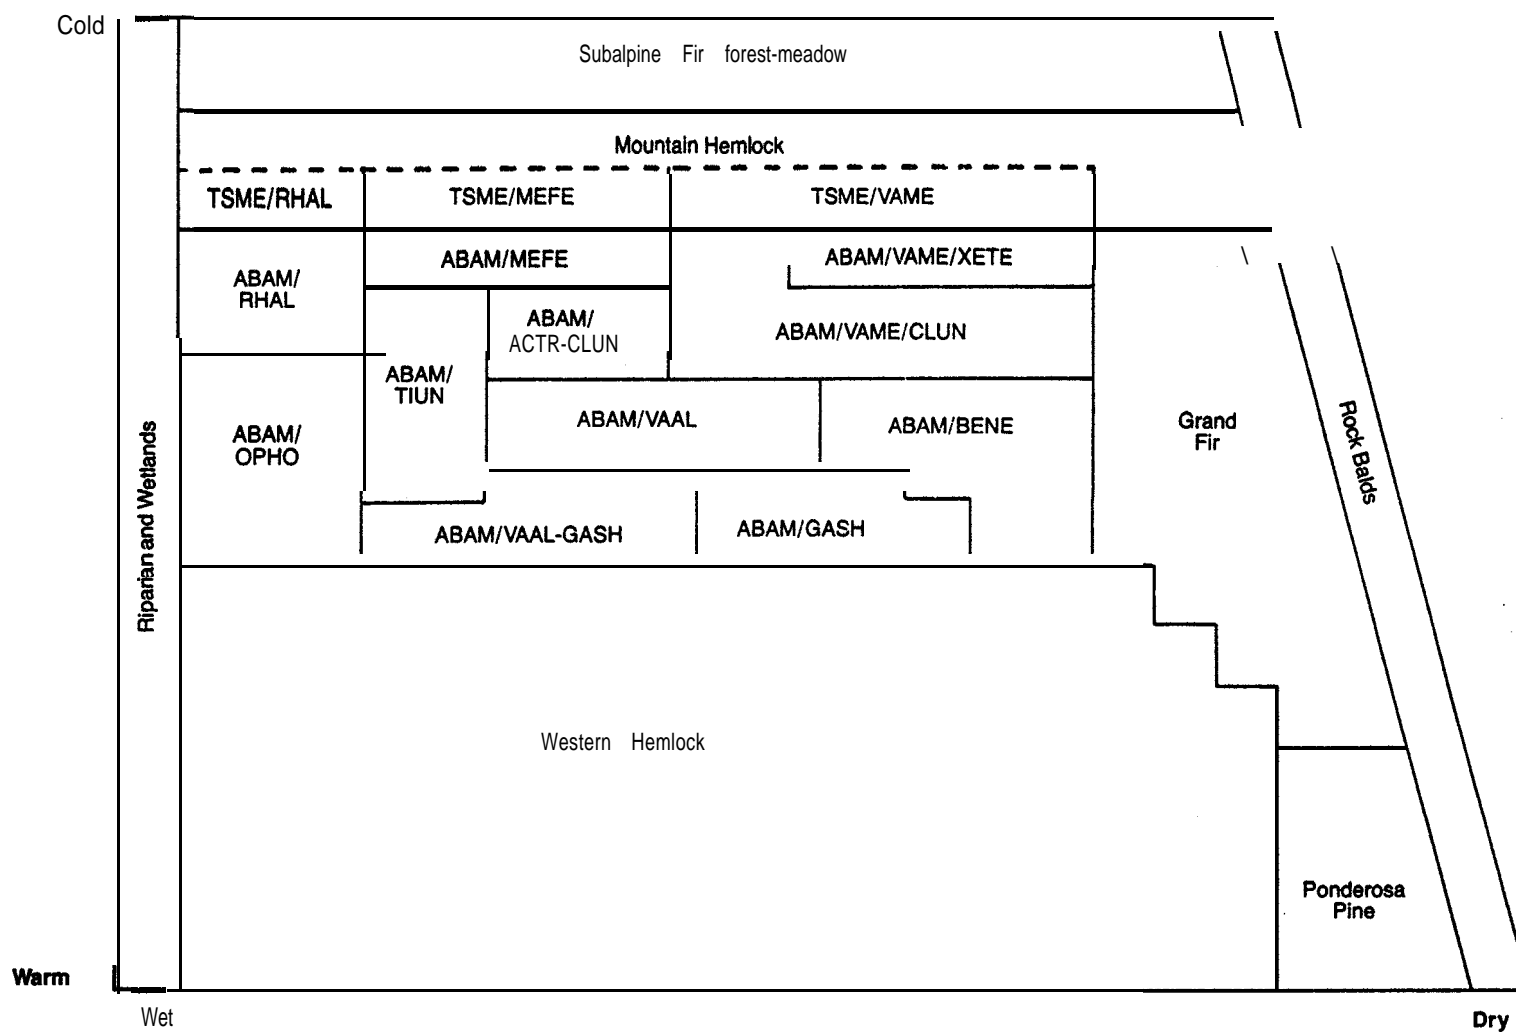 Cold
Subalpine Fir forest-meadow
Mountain Hemlock
TSME/RHAL
TSME/MEFE
TSME/VAME
ABAM/
RHAL
ABAM/MEFE
ABAM/VAME/XETE
ABAM/
ACTR-CLUN
ABAM/VAME/CLUN
ABAM/
TIUN
ABAM/
OPHO
ABAM/VAAL
ABAM/BENE
Grand
Fir
Rock Balds
Riparian and Wetlands
ABAM/VAAL-GASH
ABAM/GASH
Western Hemlock
Ponderosa
Pine
Warm
Wet
Dry